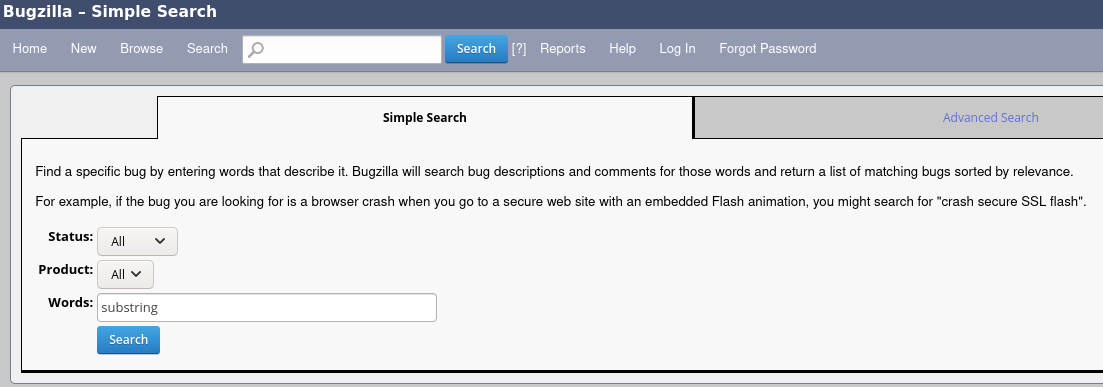 Bugzilla – Simple Search
Home New Browse Search Search [?] Reports Help Log In Forgot Password
Simple Search Advanced Search
Find a specific bug by entering words that describe it. Bugzilla will search bug descriptions and comments for those words and return a list of matching bugs sorted by relevance.
For example, if the bug you are looking for is a browser crash when you go to a secure web site with an embedded Flash animation, you might search for "crash secure SSL flash".
Status: All
Product: All
Words: substring
Search